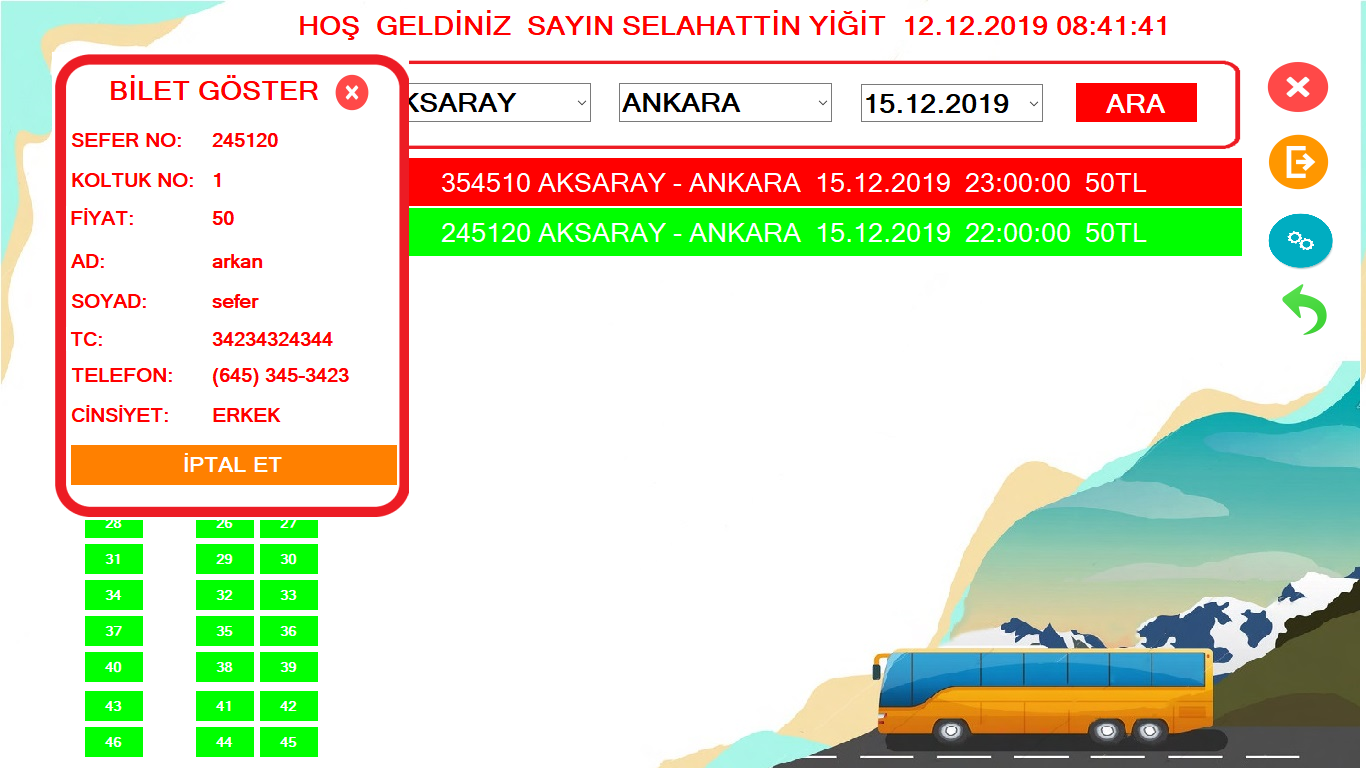 HOŞ GELDİNİZ SAYIN SELAHATTİN YİĞİT 12.12.2019 08:41:41
BİLET GÖSTER
SEFER NO: 245120
KOLTUK NO: 1
FİYAT: 50
AD: arkan
SOYAD: sefer
TC: 34234324344
TELEFON: (645) 345-3423
CİNSİYET: ERKEK
İPTAL ET
KSARAY ANKARA 15.12.2019 ARA
354510 AKSARAY - ANKARA 15.12.2019 23:00:00 50TL
245120 AKSARAY - ANKARA 15.12.2019 22:00:00 50TL
28 26 27
31 29 30
34 32 33
37 35 36
40 38 39
43 41 42
46 44 45